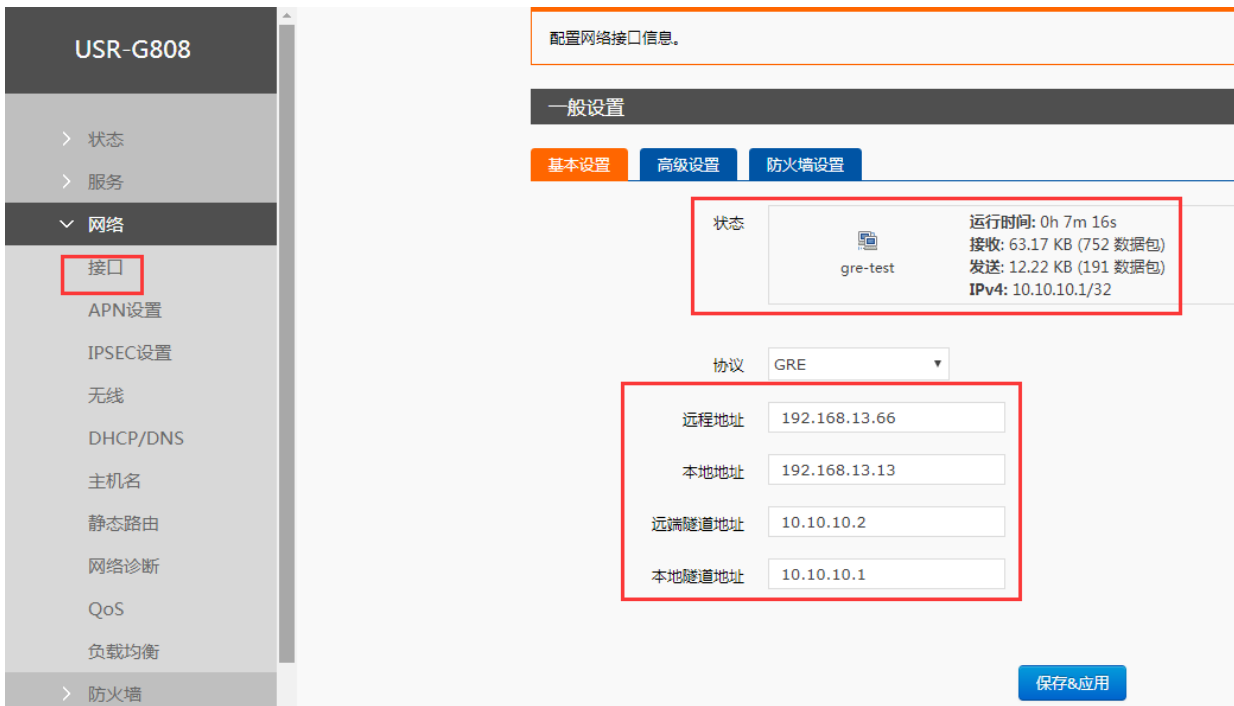 USR-G808
状态
服务
网络
接口
APN设置
IPSEC设置
无线
DHCP/DNS
主机名
静态路由
网络诊断
QoS
负载均衡
防火墙
配置网络接口信息。
一般设置
基本设置 高级设置 防火墙设置
状态
gre-test
运行时间: 0h 7m 16s
接收: 63.17 KB (752 数据包)
发送: 12.22 KB (191 数据包)
IPv4: 10.10.10.1/32
协议 GRE
远程地址 192.168.13.66
本地地址 192.168.13.13
远端隧道地址 10.10.10.2
本地隧道地址 10.10.10.1
保存&应用